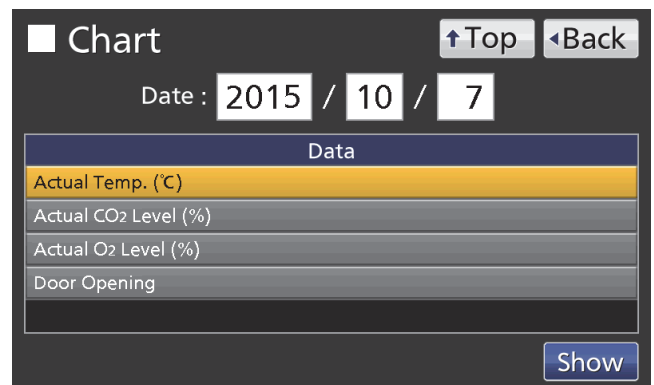 Chart
↑Top
◂Back
Date : 2015 / 10 / 7
Data
Actual Temp. (℃)
Actual CO2 Level (%)
Actual O2 Level (%)
Door Opening
Show